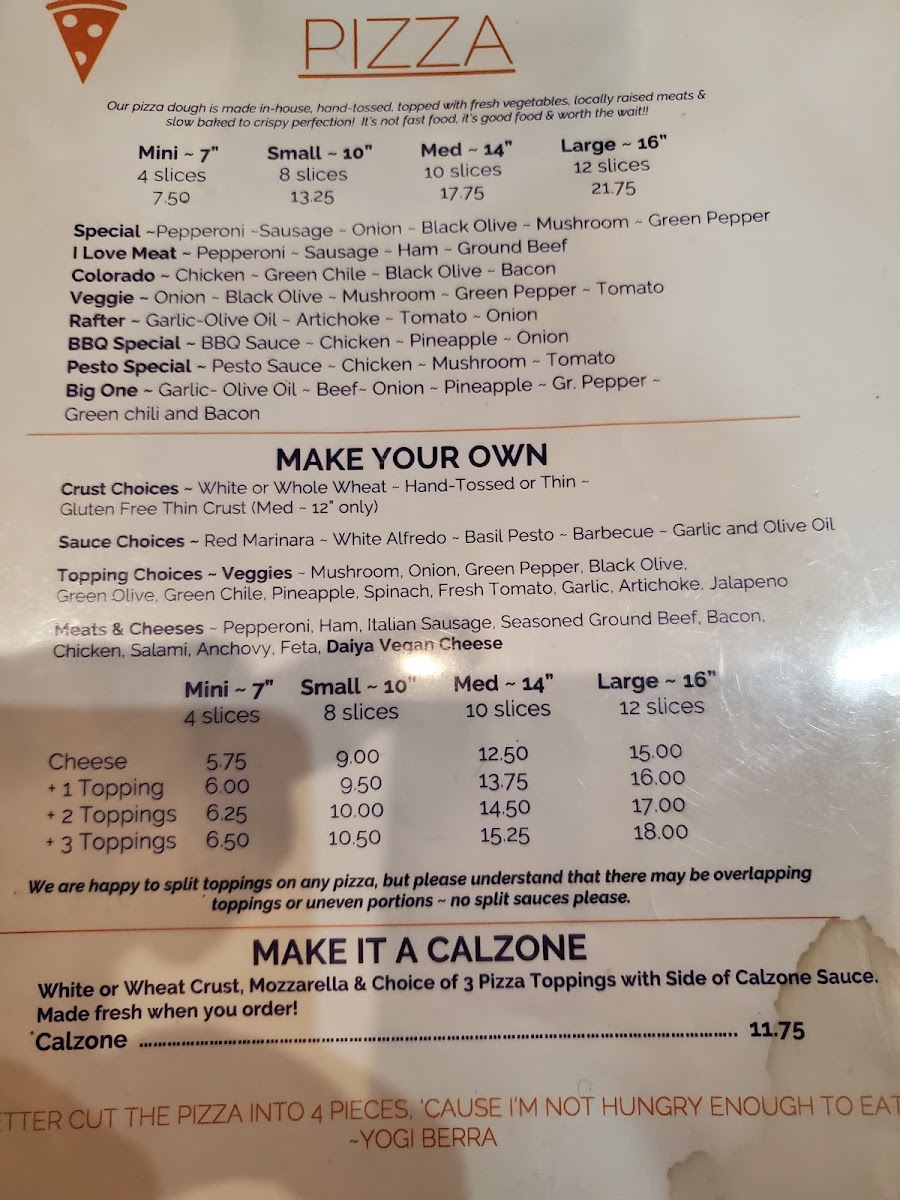 PIZZA
Our pizza dough is made in-house, hand-tossed, topped with fresh vegetables, locally raised meats &
slow baked to crispy perfection! It's not fast food, it's good food & worth the wait!!
Mini ~ 7" Small ~ 10" Med ~ 14" Large ~ 16"
4 slices 8 slices 10 slices 12 slices
7.50 13.25 17.75 21.75
Special ~Pepperoni ~Sausage ~ Onion ~ Black Olive ~ Mushroom ~ Green Pepper
I Love Meat ~ Pepperoni ~ Sausage ~ Ham ~ Ground Beef
Colorado ~ Chicken ~ Green Chile ~ Black Olive ~ Bacon
Veggie ~ Onion ~ Black Olive ~ Mushroom ~ Green Pepper ~ Tomato
Rafter ~ Garlic-Olive Oil ~ Artichoke ~ Tomato ~ Onion
BBQ Special ~ BBQ Sauce ~ Chicken ~ Pineapple ~ Onion
Pesto Special ~ Pesto Sauce ~ Chicken ~ Mushroom ~ Tomato
Big One ~ Garlic- Olive Oil ~ Beef~ Onion ~ Pineapple ~ Gr. Pepper ~
Green chili and Bacon
MAKE YOUR OWN
Crust Choices ~ White or Whole Wheat ~ Hand-Tossed or Thin ~
Gluten Free Thin Crust (Med ~ 12" only)
Sauce Choices ~ Red Marinara ~ White Alfredo ~ Basil Pesto ~ Barbecue ~ Garlic and Olive Oil
Topping Choices ~ Veggies ~ Mushroom, Onion, Green Pepper, Black Olive,
Green Olive, Green Chile, Pineapple, Spinach, Fresh Tomato, Garlic, Artichoke, Jalapeno
Meats & Cheeses ~ Pepperoni, Ham, Italian Sausage, Seasoned Ground Beef, Bacon,
Chicken, Salami, Anchovy, Feta, Daiya Vegan Cheese
Mini ~ 7" Small ~ 10" Med ~ 14" Large ~ 16"
4 slices 8 slices 10 slices 12 slices
Cheese 5.75 9.00 12.50 15.00
+ 1 Topping 6.00 9.50 13.75 16.00
+ 2 Toppings 6.25 10.00 14.50 17.00
+ 3 Toppings 6.50 10.50 15.25 18.00
We are happy to split toppings on any pizza, but please understand that there may be overlapping
toppings or uneven portions ~ no split sauces please.
MAKE IT A CALZONE
White or Wheat Crust, Mozzarella & Choice of 3 Pizza Toppings with Side of Calzone Sauce.
Made fresh when you order!
*Calzone ........................................ 11.75
ETTER CUT THE PIZZA INTO 4 PIECES, 'CAUSE I'M NOT HUNGRY ENOUGH TO EAT
~YOGI BERRA